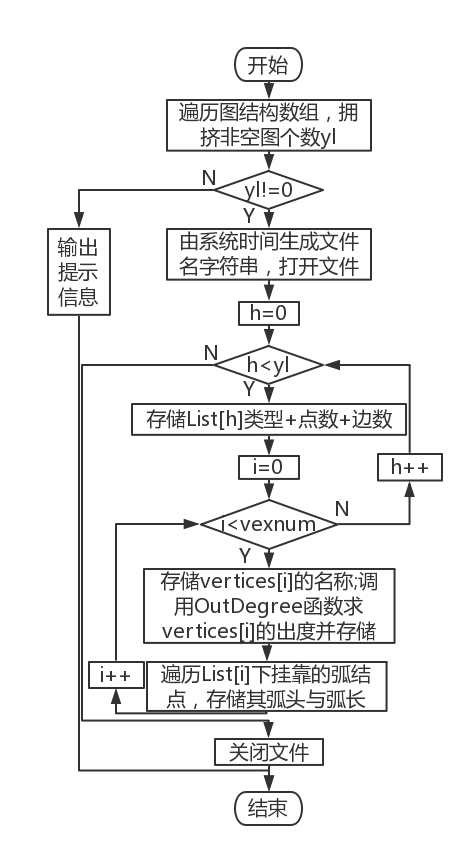 开始
遍历图结构数组，拥
挤非空图个数yl
N
yl!=0
Y
输出
提示
信息
由系统时间生成文件
名字符串，打开文件
h=0
N
h<yl
Y
存储List[h]类型+点数+边数
i=0
h++
i<vexnum
N
Y
存储vertices[i]的名称;调
用OutDegree函数求
vertices[i]的出度并存储
i++
遍历List[i]下挂靠的弧结
点，存储其弧头与弧长
关闭文件
结束